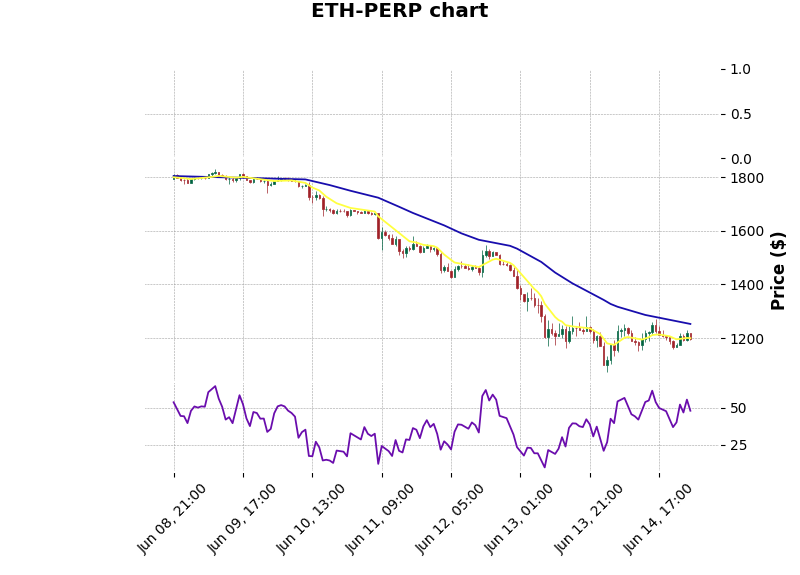 ETH-PERP chart
1.0
0.5
0.0
1800
1600
1400
1200
Price ($)
50
25
Jun 08, 21:00
Jun 09, 17:00
Jun 10, 13:00
Jun 11, 09:00
Jun 12, 05:00
Jun 13, 01:00
Jun 13, 21:00
Jun 14, 17:00